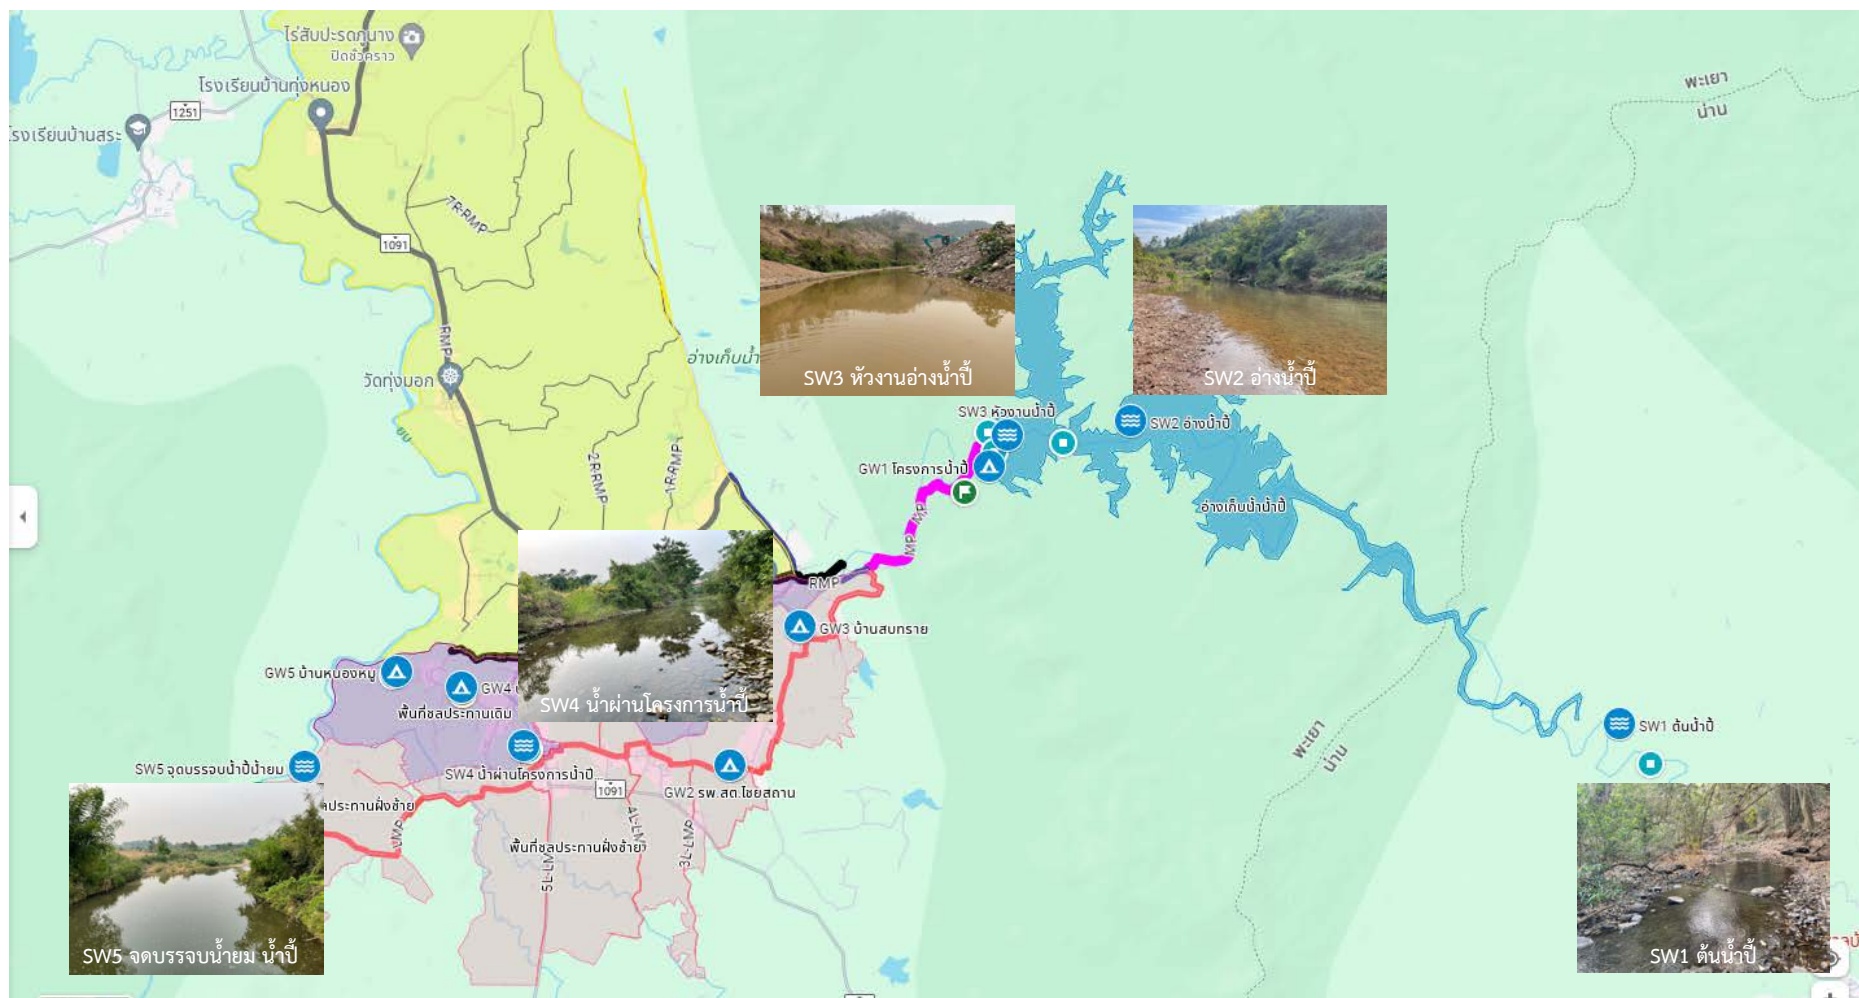 ไร่สับปะรดภูนาง
ปิดชั่วคราว
โรงเรียนบ้านทุ่งหนอง
1251
โรงเรียนบ้านสระ
พะเยา
น่าน
7R-RMP
1091
RMP
อ่างเก็บน้ำ
วัดทุ่งมอก
ยม
2R-RMP
1R-RMP
SW3 หัวงานอ่างน้ำปี้
SW2 อ่างน้ำปี้
SW3 หัวงานน้ำปี้
SW2 อ่างน้ำปี้
GW1 โครงการน้ำปี้
อ่างเก็บน้ำน้ำปี้
MP
MP
RMP
GW3 บ้านสบทราย
GW5 บ้านหนองหมู
GW4
พื้นที่ชลประทานเดิม
SW4 น้ำผ่านโครงการน้ำปี้
SW1 ต้นน้ำปี้
พะเยา
น่าน
SW5 จุดบรรจบน้ำปี้น้ำยม
SW4 น้ำผ่านโครงการน้ำปี้
1091
GW2 รพ.สต.ไชยสถาน
ลประทานฝั่งซ้าย
LMP
4L-LM
3L-LMP
พื้นที่ชลประทานฝั่งซ้าย
5L-LM
SW5 จดบรรจบน้ำยม น้ำปี้
SW1 ต้นน้ำปี้